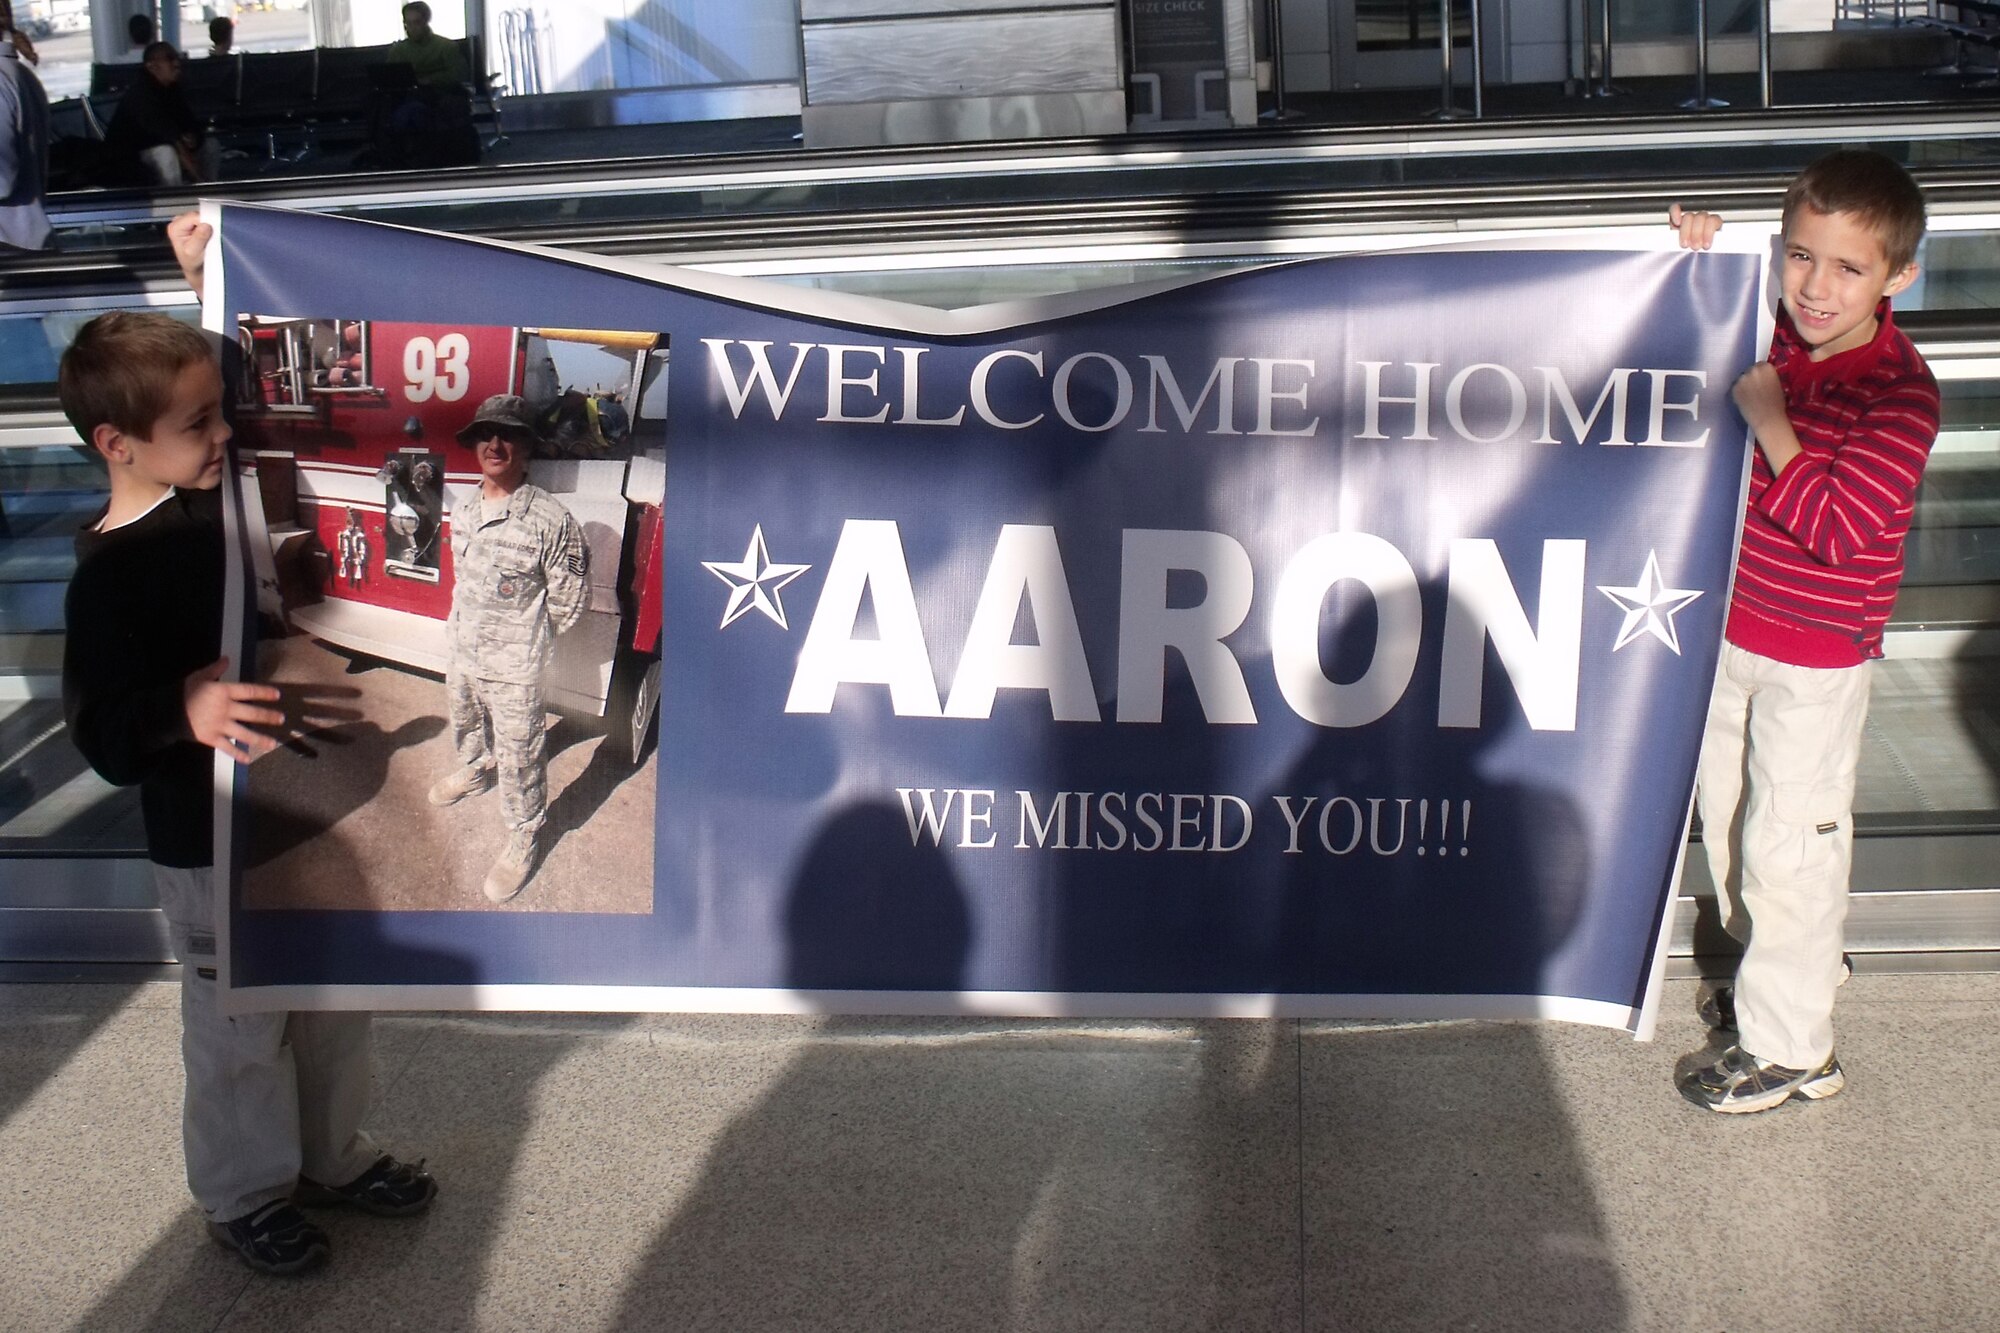 SIZE CHECK
93
WELCOME HOME
AARON
WE MISSED YOU!!!